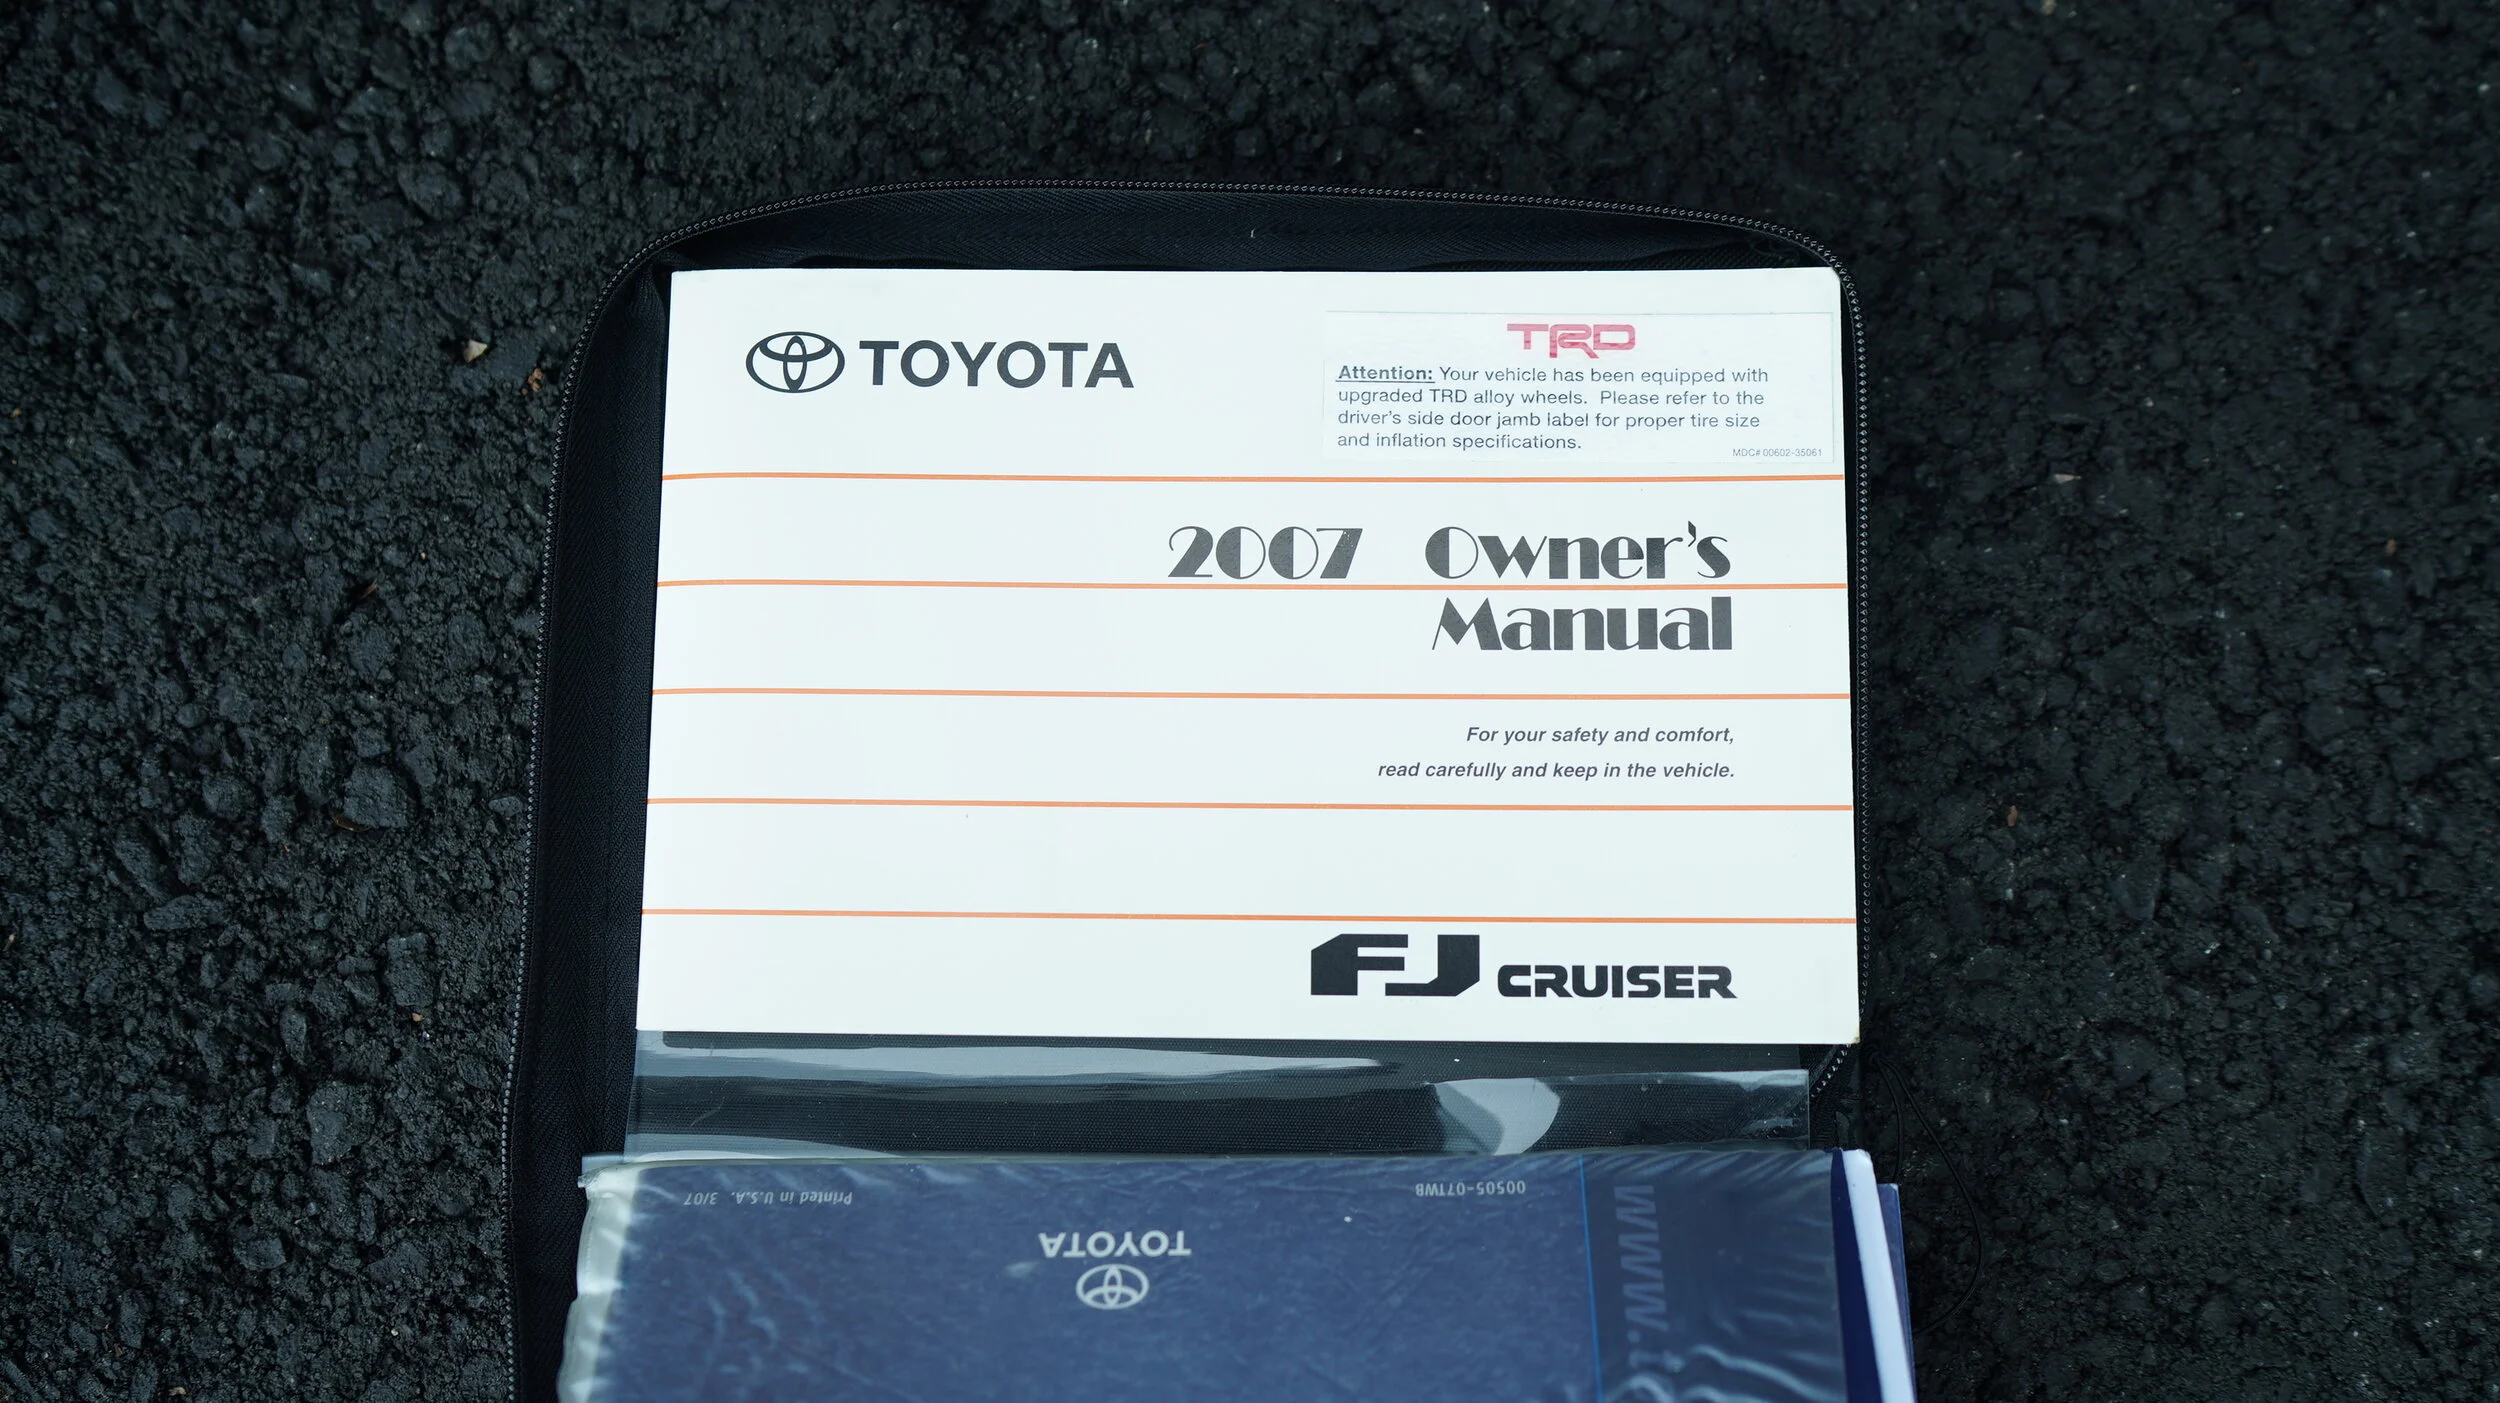 TOYOTA
TRD
Attention: Your vehicle has been equipped with
upgraded TRD alloy wheels. Please refer to the
driver's side door jamb label for proper tire size
and inflation specifications.
MDC# 00602-35061
2007 Owner's
Manual
For your safety and comfort,
read carefully and keep in the vehicle.
FJ CRUISER
Printed in U.S.A. 3/07
00505-07TWB
TOYOTA
www.